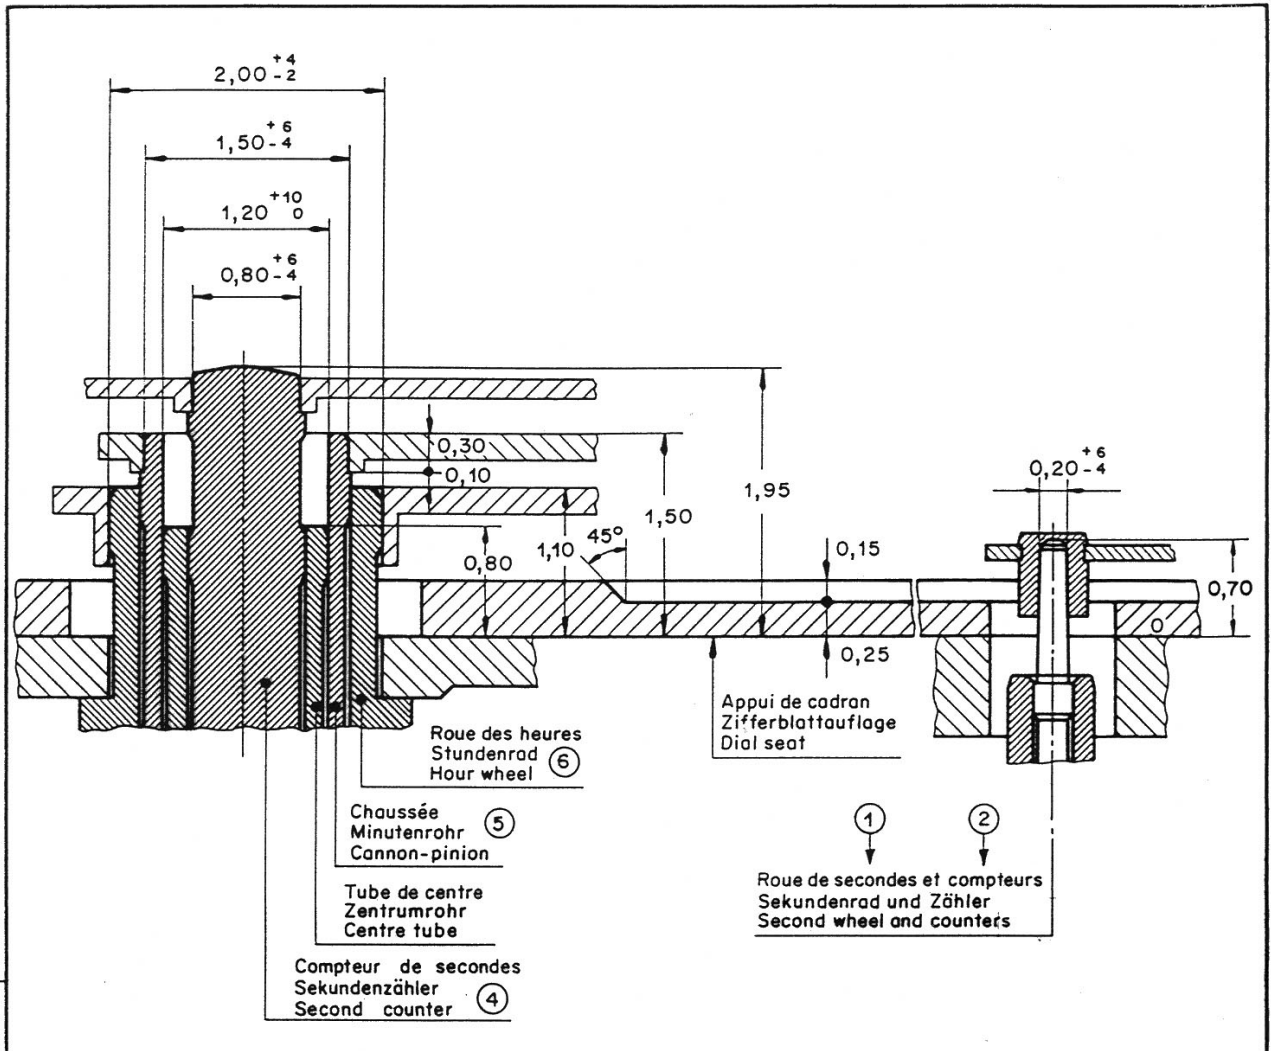 2,00 +4 -2
1,50 +6 -4
1,20 +10 0
0,80 +6 -4
0,30
0,10
1,95
1,50
1,10
0,80
45°
0,15
0,25
0,20 +6 -4
0,70
0
Appui de cadran
Zifferblattauflage
Dial seat
Roue des heures
Stundenrad
Hour wheel
6
Chaussée
Minutenrohr
Cannon-pinion
5
Tube de centre
Zentrumrohr
Centre tube
Compteur de secondes
Sekundenzähler
Second counter
4
1
2
Roue de secondes et compteurs
Sekundenrad und Zähler
Second wheel and counters